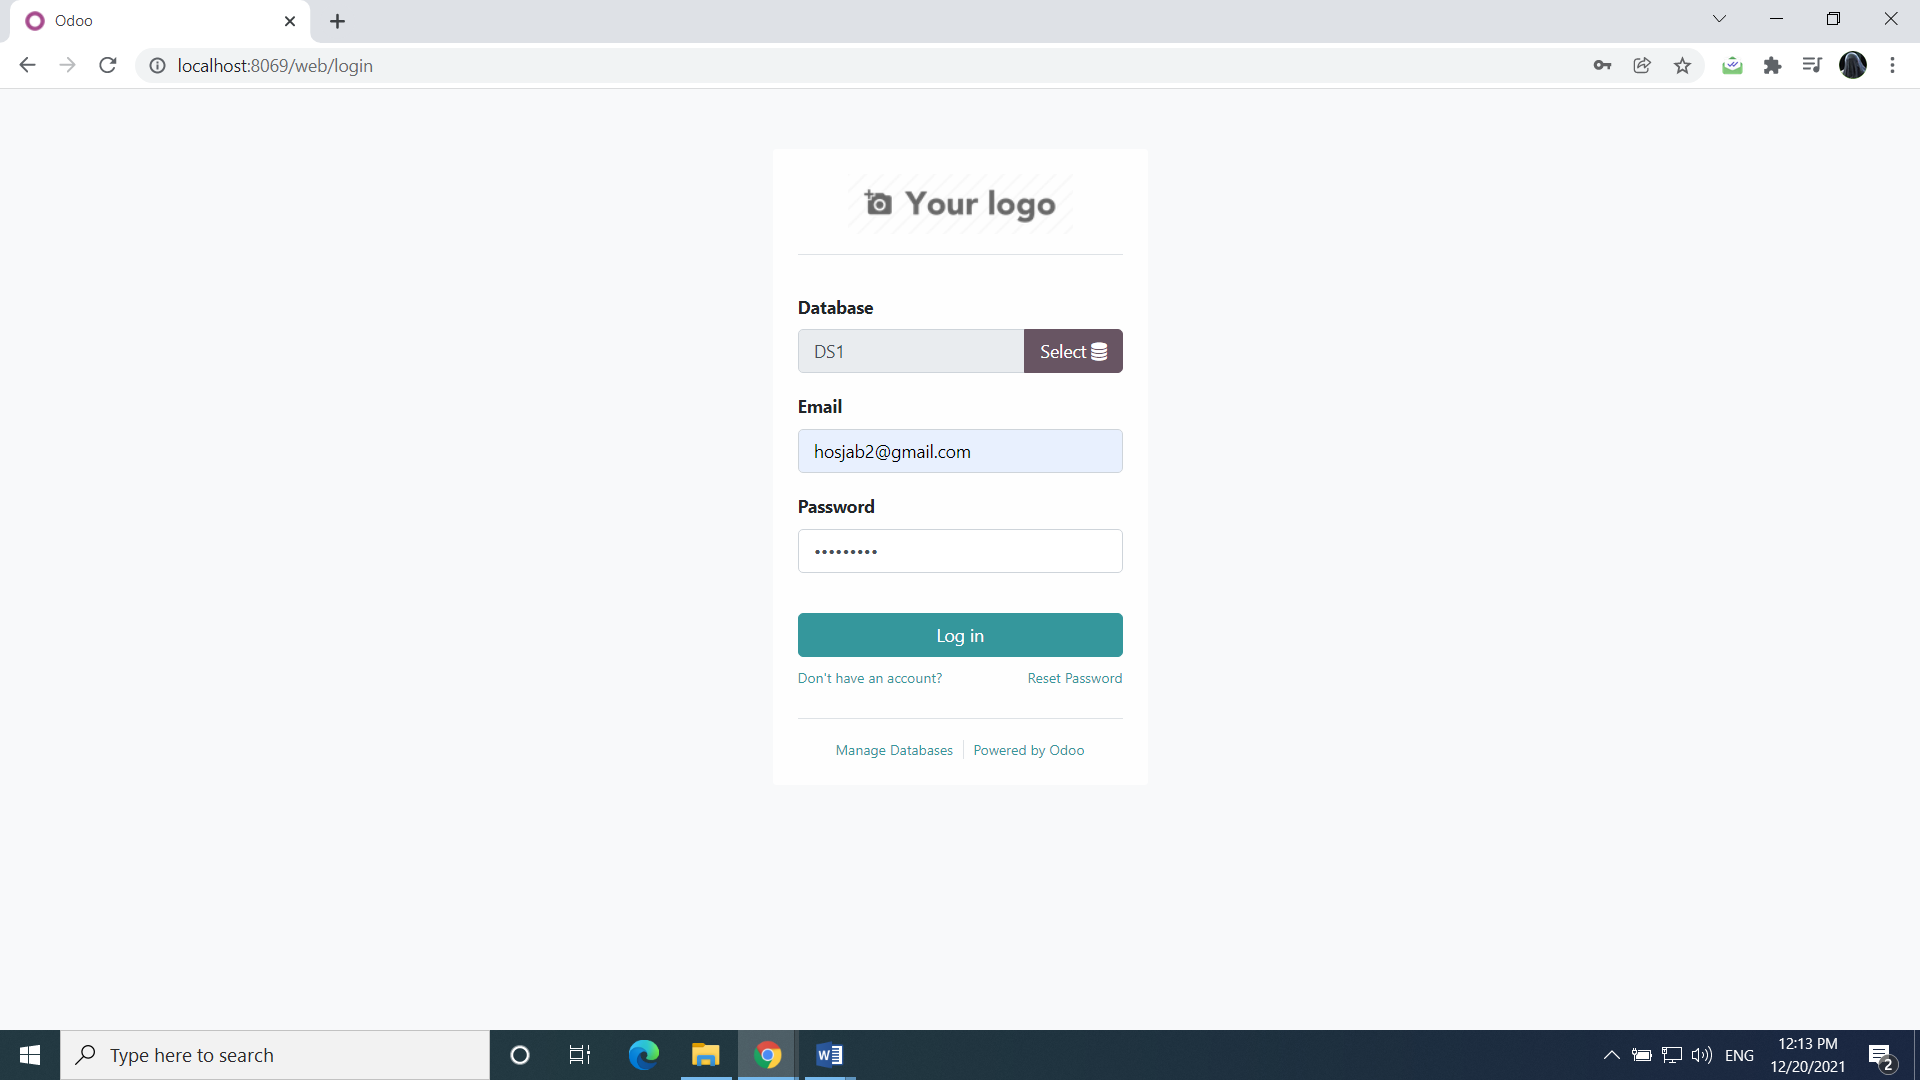 Odoo
localhost:8069/web/login
Your logo
Database
DS1
Select
Email
hosjab2@gmail.com
Password
•••••••••
Log in
Don't have an account?
Reset Password
Manage Databases
Powered by Odoo
Type here to search
ENG
12:13 PM
12/20/2021
2